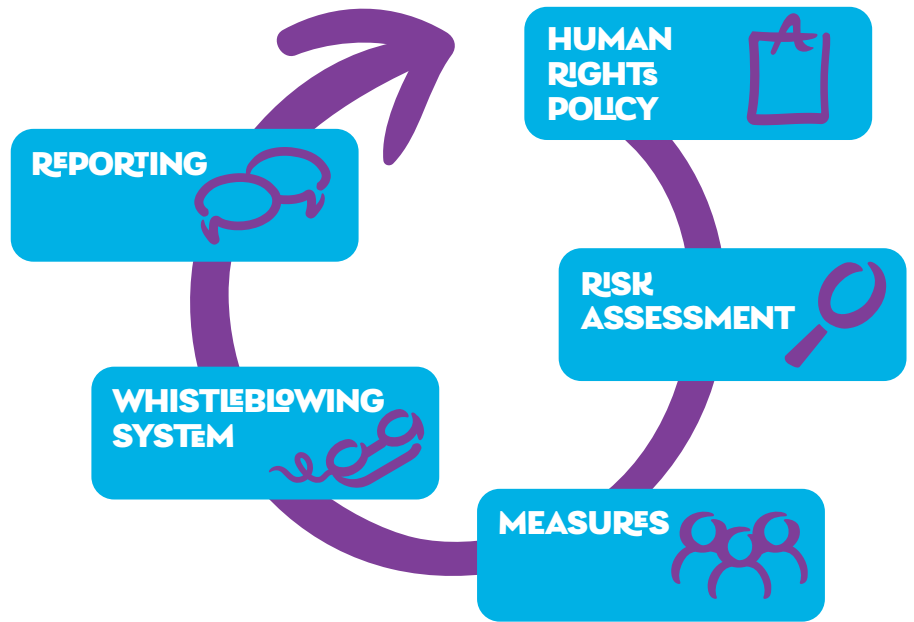 HUMAN
RIGHTS
POLICY
RISK
ASSESSMENT
MEASURES
WHISTLEBLOWING
SYSTEM
REPORTING